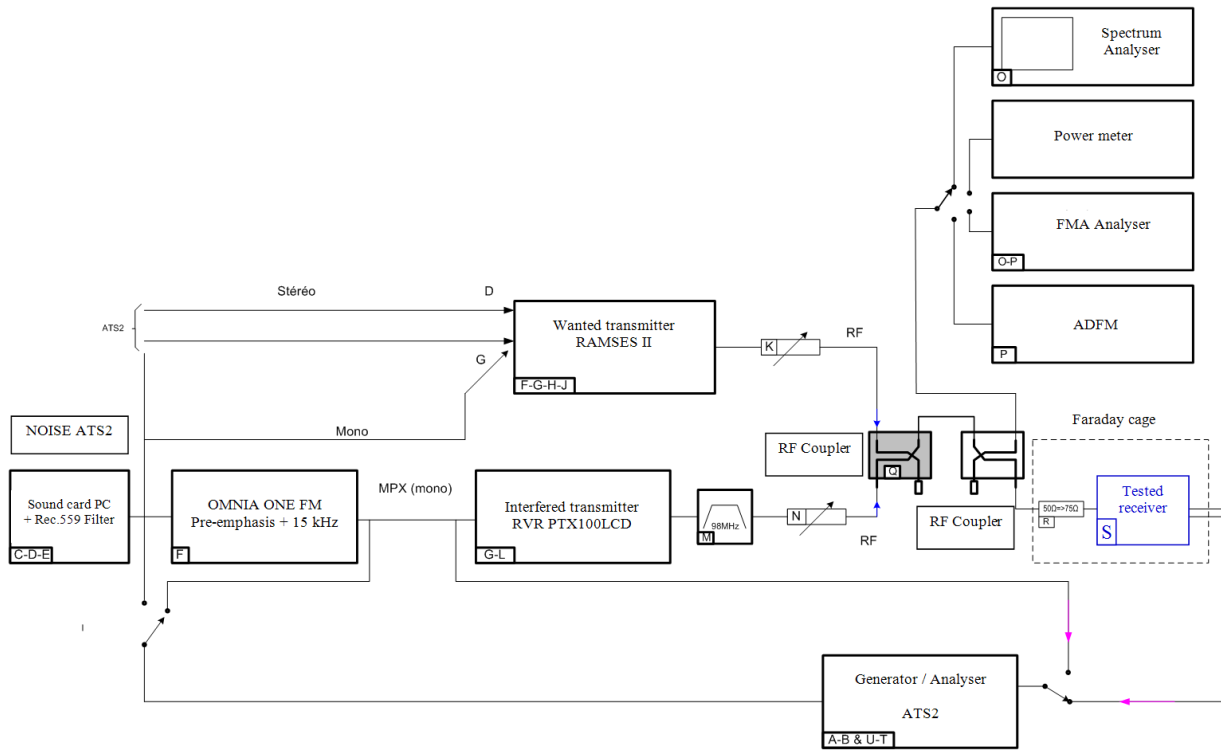 Spectrum
Analyser
O
Power meter
FMA Analyser
O-P
ADFM
P
Stéréo
D
ATS2
G
Wanted transmitter
RAMSES II
F-G-H-J
K
RF
Mono
NOISE ATS2
RF Coupler
Q
Faraday cage
Sound card PC
+ Rec.559 Filter
C-D-E
OMNIA ONE FM
Pre-emphasis + 15 kHz
F
MPX (mono)
Interfered transmitter
RVR PTX100LCD
G-L
98MHz
M
N
RF
RF Coupler
50Ω=>75Ω
R
Tested
receiver
S
I
Generator / Analyser
ATS2
A-B & U-T